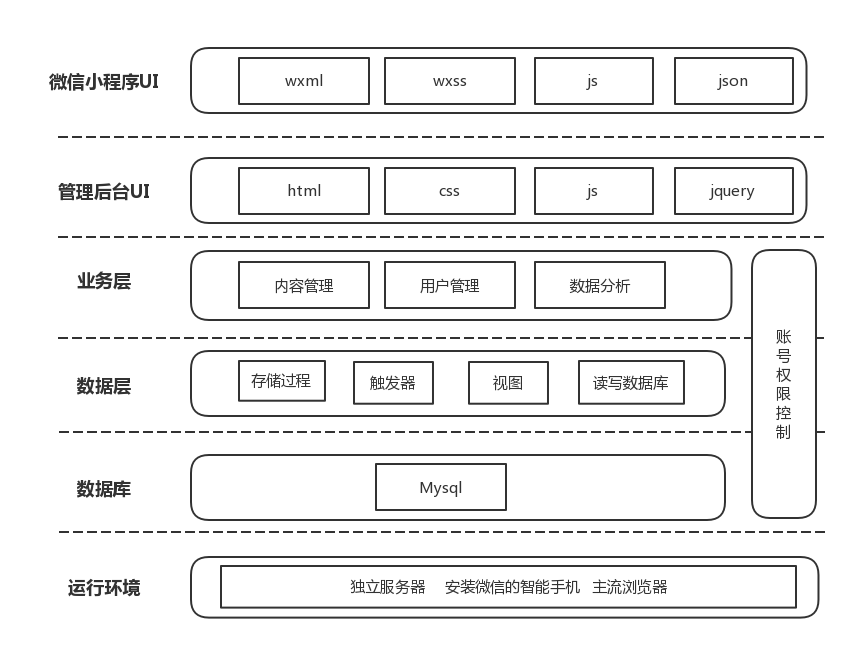 微信小程序UI
wxml
wxss
js
json
管理后台UI
html
css
js
jquery
业务层
内容管理
用户管理
数据分析
账号权限控制
数据层
存储过程
触发器
视图
读写数据库
数据库
Mysql
运行环境
独立服务器 安装微信的智能手机 主流浏览器